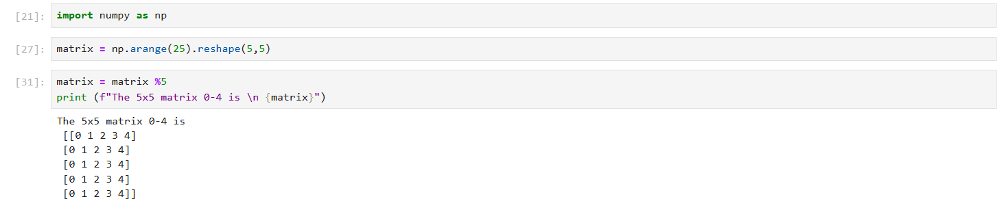 [21]: import numpy as np
[27]: matrix = np.arange(25).reshape(5,5)
[31]: matrix = matrix %5
print (f"The 5x5 matrix 0-4 is \n {matrix}")
The 5x5 matrix 0-4 is
[[0 1 2 3 4]
[0 1 2 3 4]
[0 1 2 3 4]
[0 1 2 3 4]
[0 1 2 3 4]]